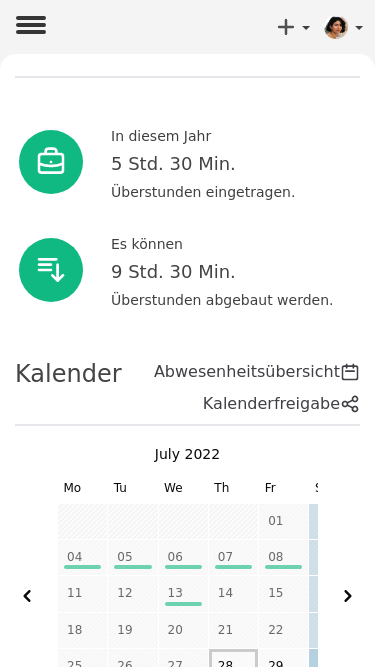 In diesem Jahr
5 Std. 30 Min.
Überstunden eingetragen.
Es können
9 Std. 30 Min.
Überstunden abgebaut werden.
Kalender
Abwesenheitsübersicht
Kalenderfreigabe
July 2022
Mo Tu We Th Fr
01
04 05 06 07 08
11 12 13 14 15
18 19 20 21 22
25 26 27 28 29